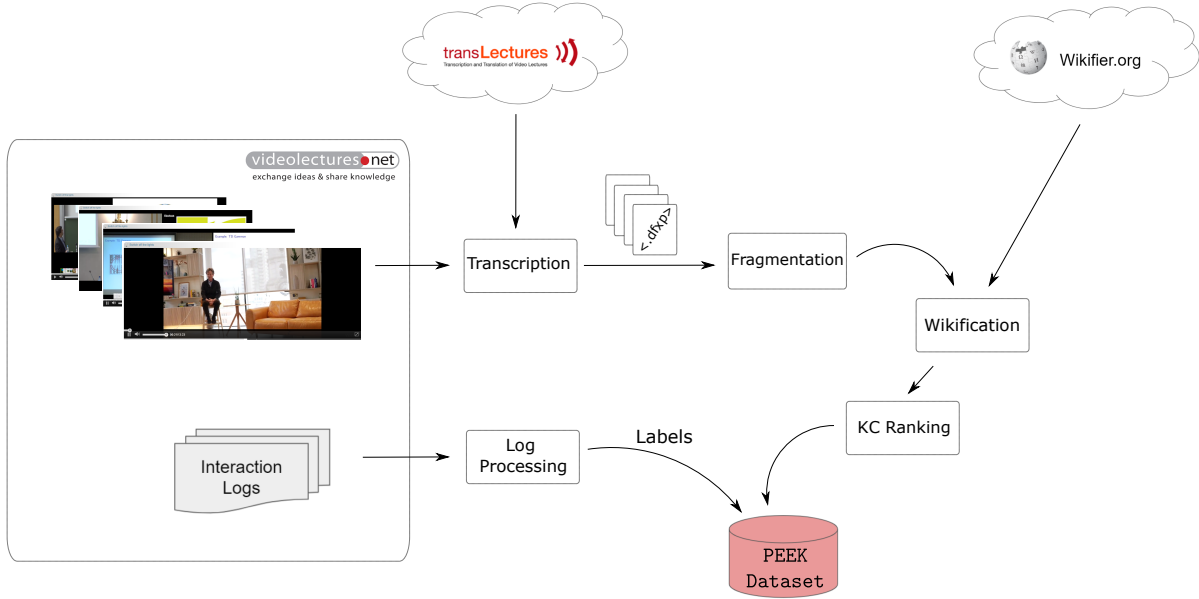 transLectures
Transcription and Translation of Video Lectures
Wikifier.org
videolectures.net
exchange ideas & share knowledge
<.dfxp>
Transcription
Fragmentation
Wikification
KC Ranking
Interaction
Logs
Log
Processing
Labels
PEEK
Dataset